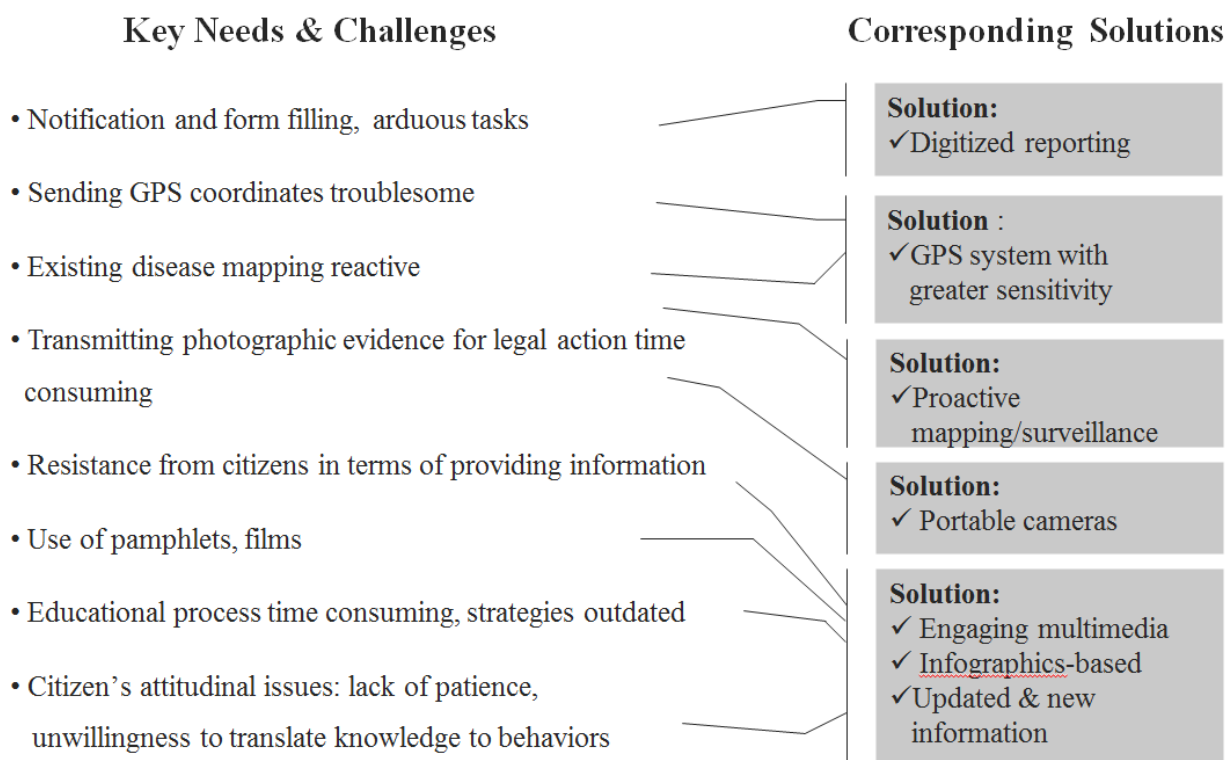 Key Needs & Challenges
• Notification and form filling, arduous tasks
• Sending GPS coordinates troublesome
• Existing disease mapping reactive
• Transmitting photographic evidence for legal action time
consuming
• Resistance from citizens in terms of providing information
• Use of pamphlets, films
• Educational process time consuming, strategies outdated
• Citizen’s attitudinal issues: lack of patience,
unwillingness to translate knowledge to behaviors
Corresponding Solutions
Solution:
✓Digitized reporting
Solution :
✓GPS system with
greater sensitivity
Solution:
✓Proactive
mapping/surveillance
Solution:
✓ Portable cameras
Solution:
✓ Engaging multimedia
✓ Infographics-based
✓Updated & new
information